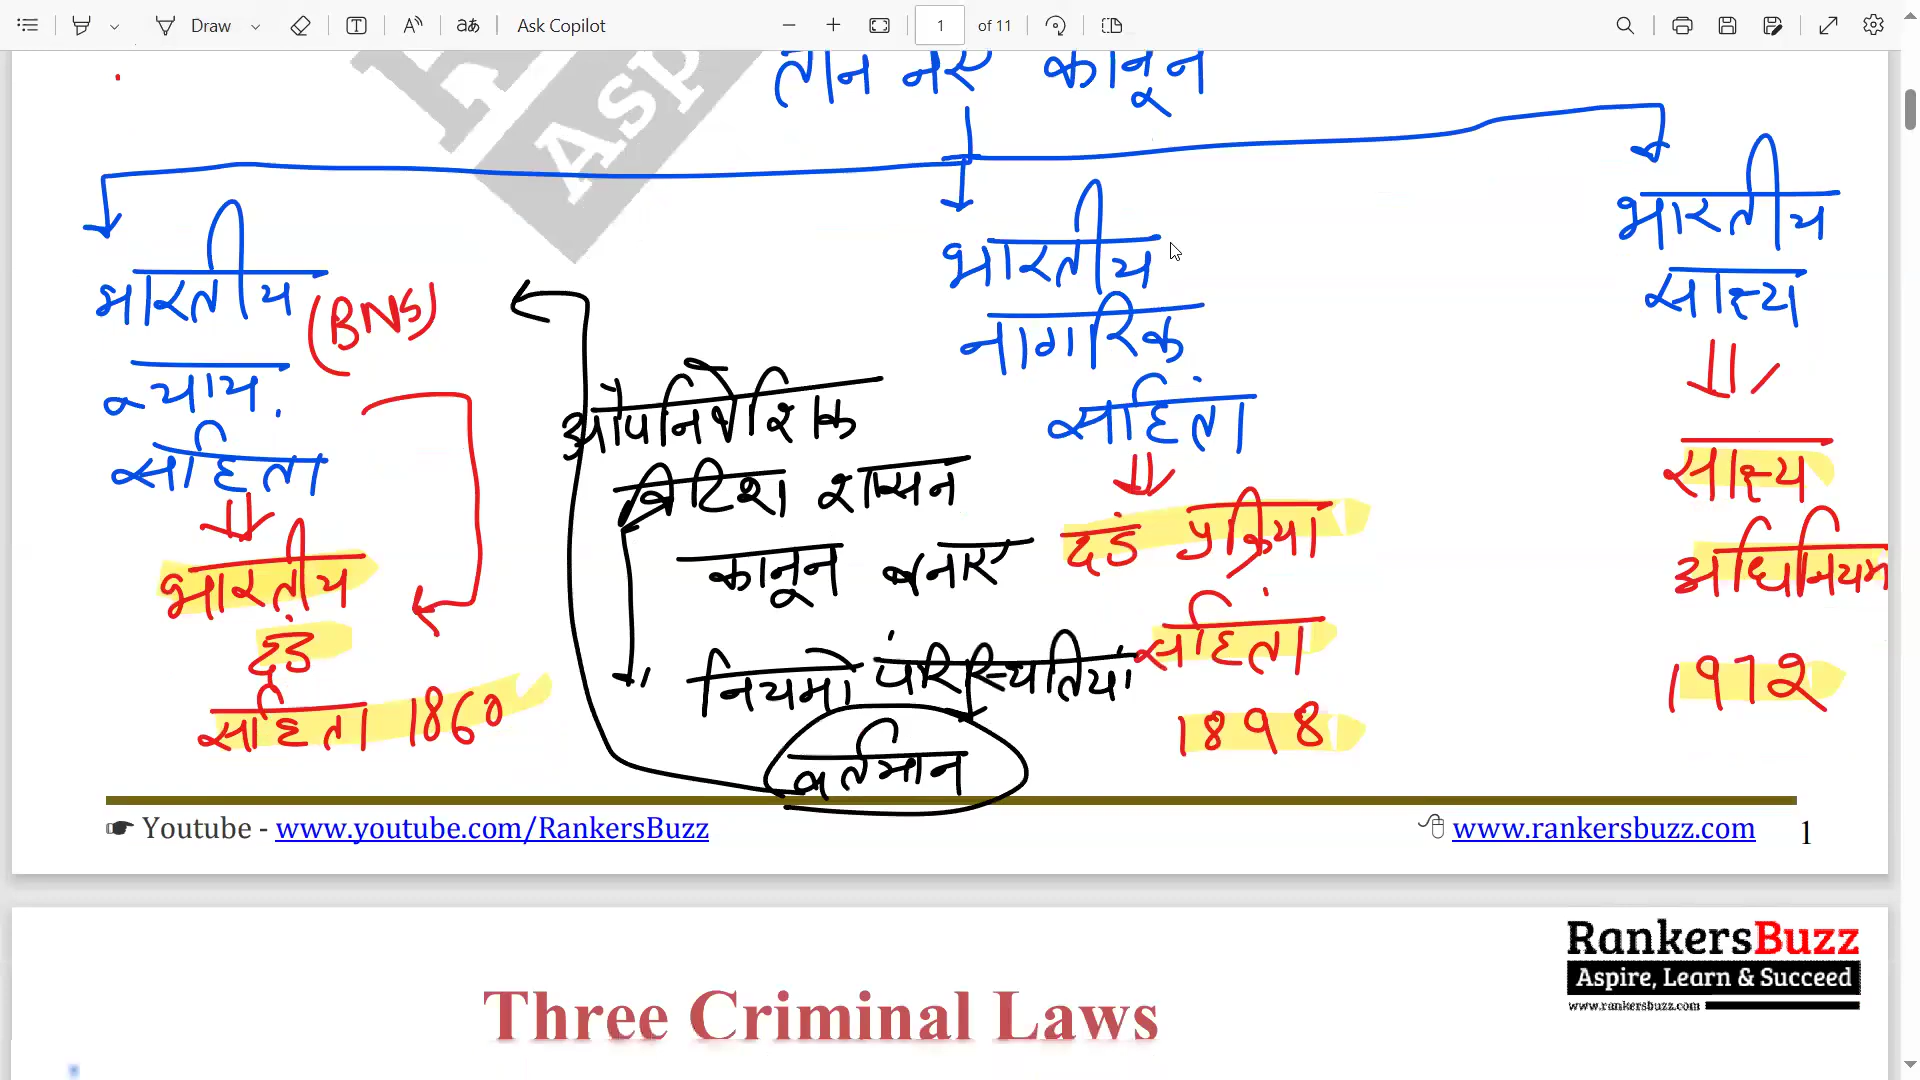 Draw
Ask Copilot
1 of 11
Asp
तीन नए कानून
भारतीय
न्याय
संहिता
(BNS)
भारतीय
दंड
संहिता 1860
औपनिवेशिक
ब्रिटिश शासन
कानून बनाए
नियमों परिस्थितियां
वर्तमान
भारतीय
नागरिक
संहिता
दंड प्रक्रिया
संहिता
1898
भारतीय
साक्ष्य
साक्ष्य
अधिनियम
1972
Youtube - www.youtube.com/RankersBuzz
www.rankersbuzz.com 1
RankersBuzz
Aspire, Learn & Succeed
www.rankersbuzz.com
Three Criminal Laws